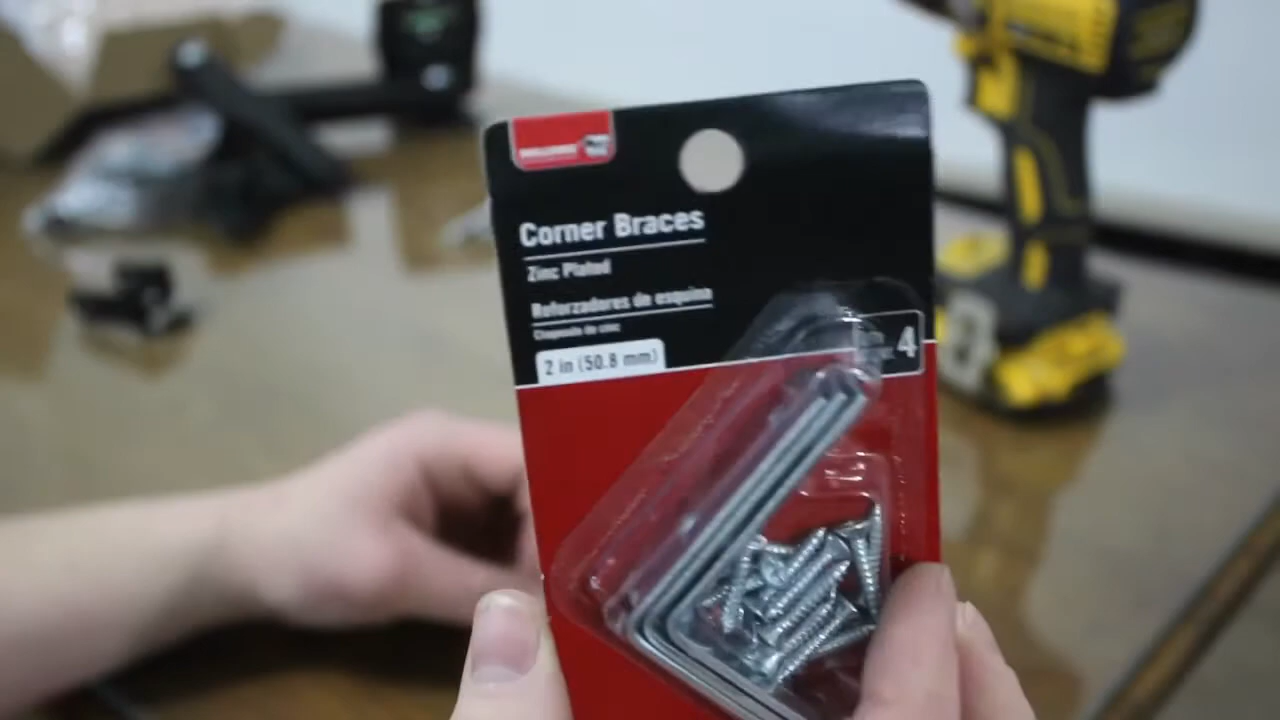 Corner Braces
Zinc Plated
Reforzadores de esquina
Chapeado de zinc
2 in (50.8 mm)
4